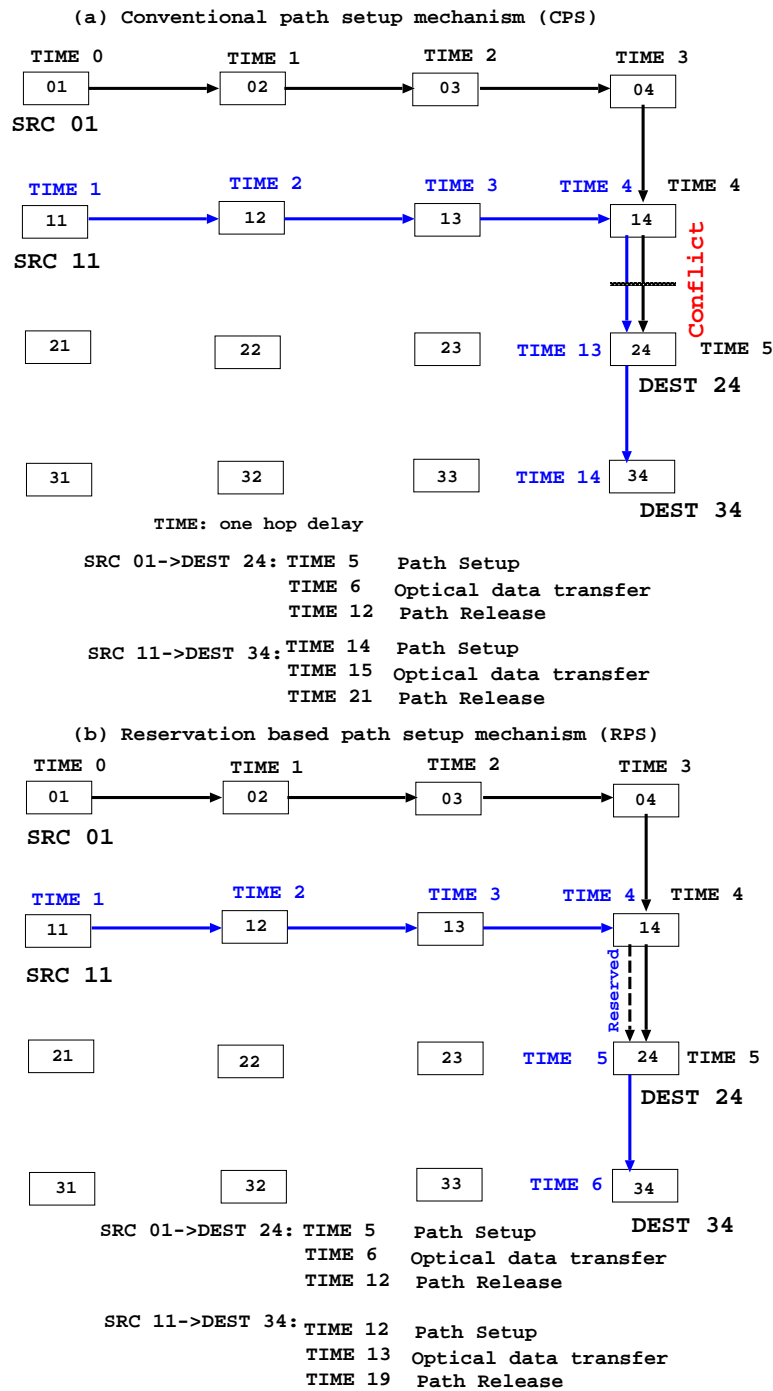 (a) Conventional path setup mechanism (CPS)
TIME 0 TIME 1 TIME 2 TIME 3
01 02 03 04
SRC 01
TIME 1 TIME 2 TIME 3 TIME 4 TIME 4
11 12 13 14
SRC 11
Conflict
21 22 23 TIME 13 24 TIME 5
DEST 24
31 32 33 TIME 14 34
DEST 34
TIME: one hop delay
SRC 01->DEST 24: TIME 5 Path Setup
TIME 6 Optical data transfer
TIME 12 Path Release
SRC 11->DEST 34: TIME 14 Path Setup
TIME 15 Optical data transfer
TIME 21 Path Release
(b) Reservation based path setup mechanism (RPS)
TIME 0 TIME 1 TIME 2 TIME 3
01 02 03 04
SRC 01
TIME 1 TIME 2 TIME 3 TIME 4 TIME 4
11 12 13 14
SRC 11
Reserved
21 22 23 TIME 5 24 TIME 5
DEST 24
31 32 33 TIME 6 34
DEST 34
SRC 01->DEST 24: TIME 5 Path Setup
TIME 6 Optical data transfer
TIME 12 Path Release
SRC 11->DEST 34: TIME 12 Path Setup
TIME 13 Optical data transfer
TIME 19 Path Release